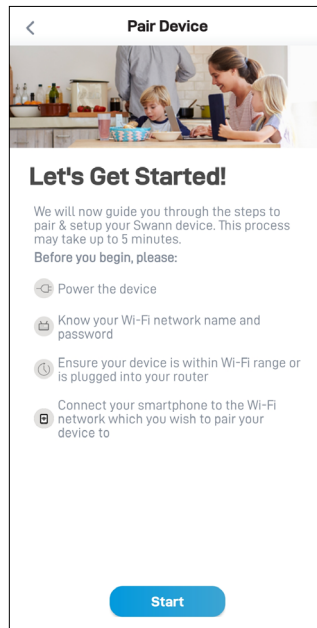 Pair Device
Let's Get Started!
We will now guide you through the steps to
pair & setup your Swann device. This process
may take up to 5 minutes.
Before you begin, please:
Power the device
Know your Wi-Fi network name and
password
Ensure your device is within Wi-Fi range or
is plugged into your router
Connect your smartphone to the Wi-Fi
network which you wish to pair your
device to
Start